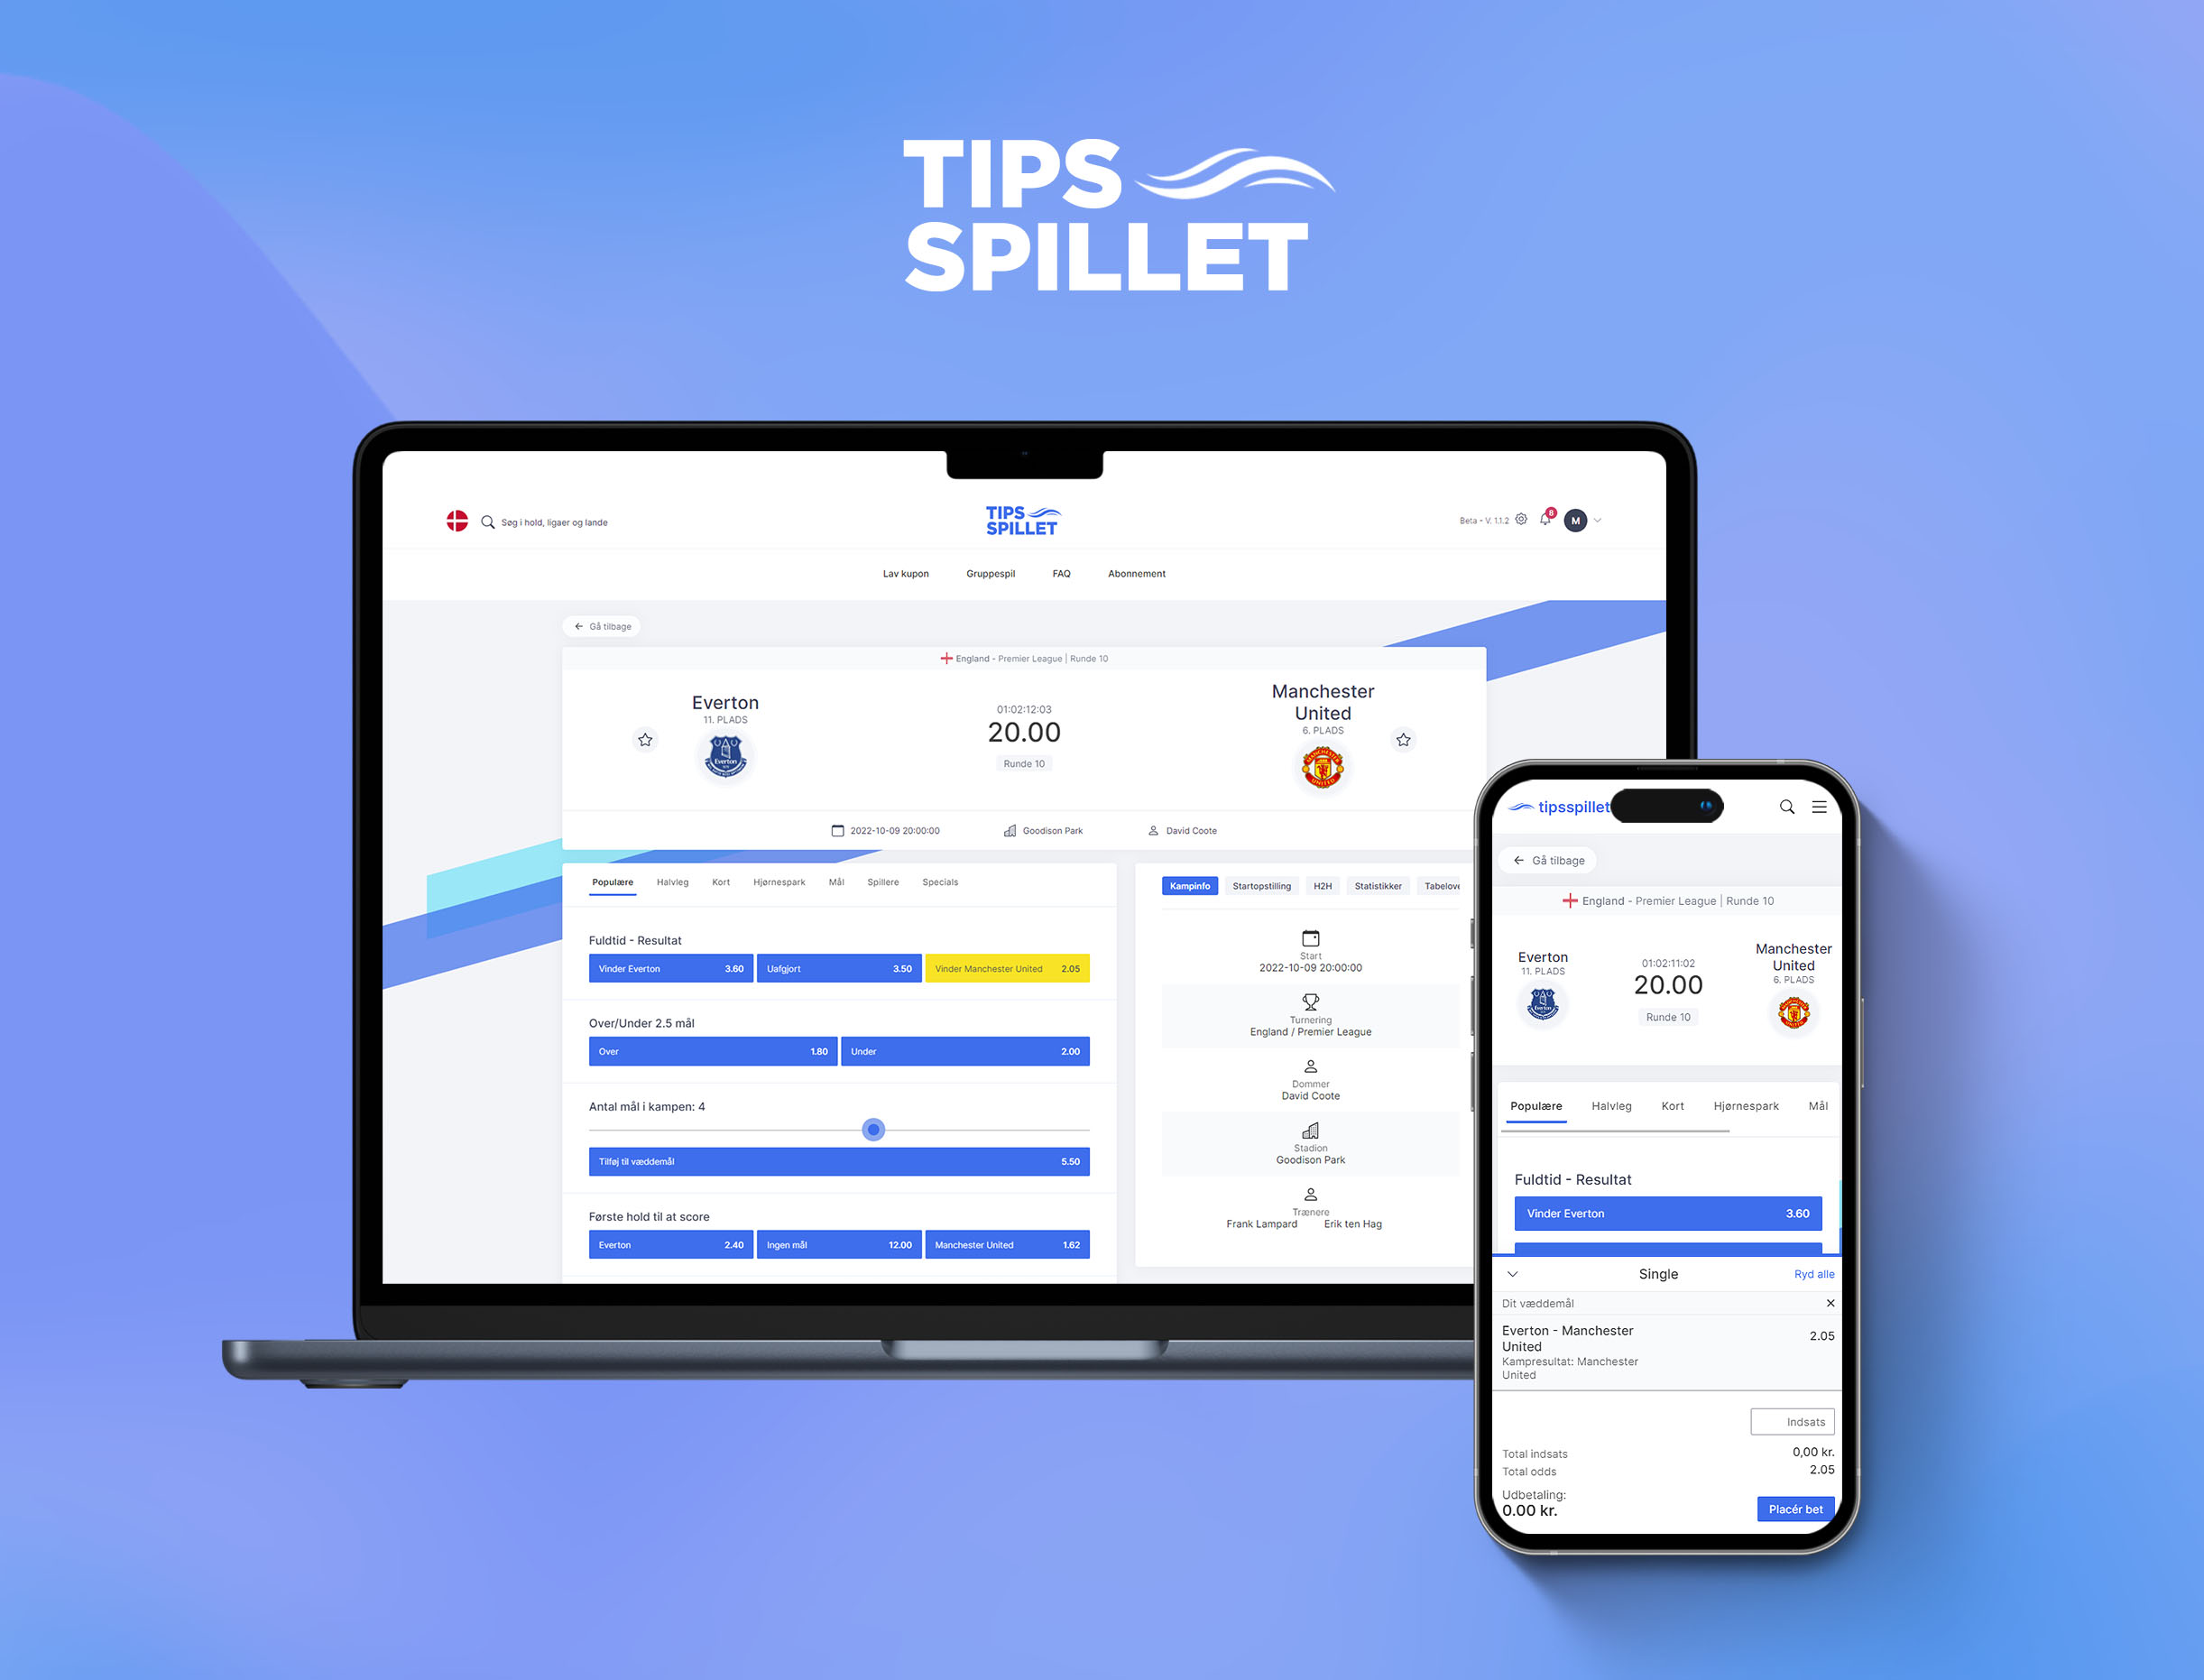 TIPS
SPILLET
Søg i hold, ligaer og lande
TIPS
SPILLET
Beta - V. 1.1.2
8
M
Lav kupon Gruppespil FAQ Abonnement
Gå tilbage
England - Premier League | Runde 10
Everton
11. PLADS
Everton
01:02:12:03
20.00
Runde 10
Manchester
United
6. PLADS
MANCHESTER
UNITED
2022-10-09 20:00:00 Goodison Park David Coote
Populære Halvleg Kort Hjørnespark Mål Spillere Specials
Fuldtid - Resultat
Vinder Everton 3.60 Uafgjort 3.50 Vinder Manchester United 2.05
Over/Under 2.5 mål
Over 1.80 Under 2.00
Antal mål i kampen: 4
Tilføj til væddemål 5.50
Første hold til at score
Everton 2.40 Ingen mål 12.00 Manchester United 1.62
Kampinfo Startopstilling H2H Statistikker Tabelove
Start
2022-10-09 20:00:00
Turnering
England / Premier League
Dommer
David Coote
Stadion
Goodison Park
Trænere
Frank Lampard Erik ten Hag
tipsspillet
Gå tilbage
England - Premier League | Runde 10
Everton
11. PLADS
Everton
01:02:11:02
20.00
Runde 10
Manchester
United
6. PLADS
Populære Halvleg Kort Hjørnespark Mål
Fuldtid - Resultat
Vinder Everton 3.60
Single Ryd alle
Dit væddemål
Everton - Manchester
United 2.05
Kampresultat: Manchester
United
Indsats
Total indsats 0,00 kr.
Total odds 2.05
Udbetaling:
0.00 kr.
Placér bet